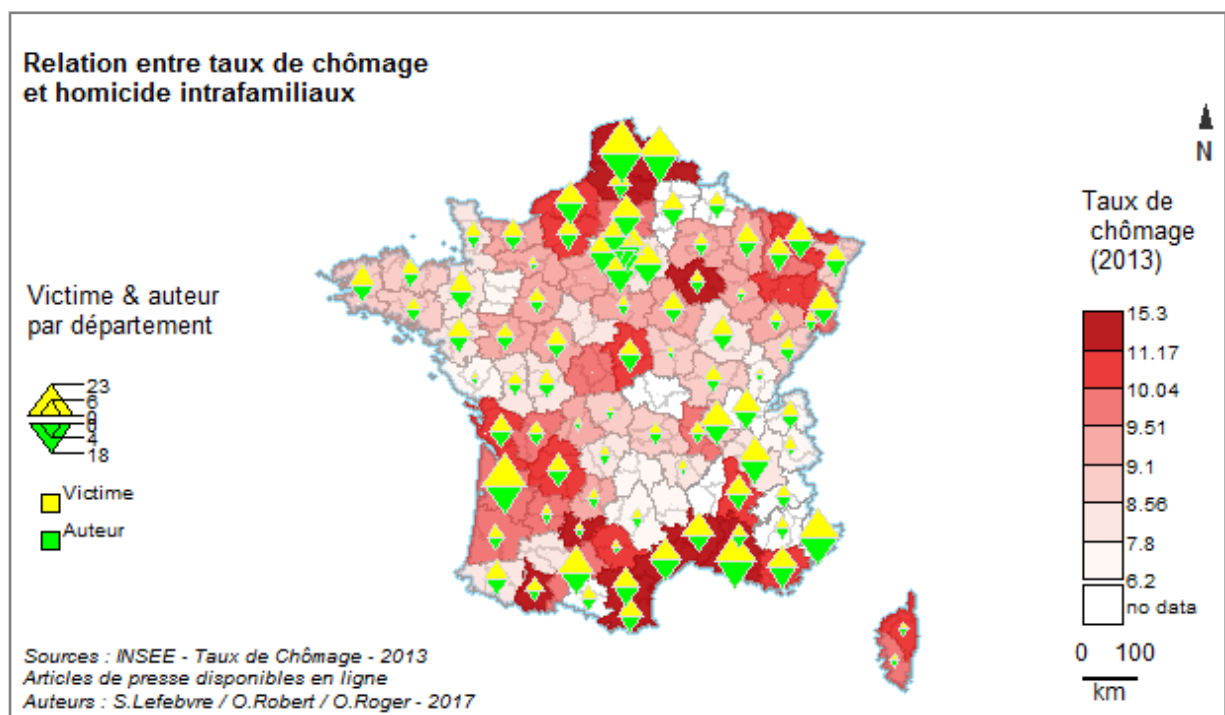 Relation entre taux de chômage
et homicide intrafamiliaux
N
Taux de
chômage
(2013)
15.3
11.17
10.04
9.51
9.1
8.56
7.8
6.2
no data
Victime & auteur
par département
23
6
4
18
Victime
Auteur
0 100
km
Sources : INSEE - Taux de Chômage - 2013
Articles de presse disponibles en ligne
Auteurs : S.Lefebvre / O.Robert / O.Roger - 2017